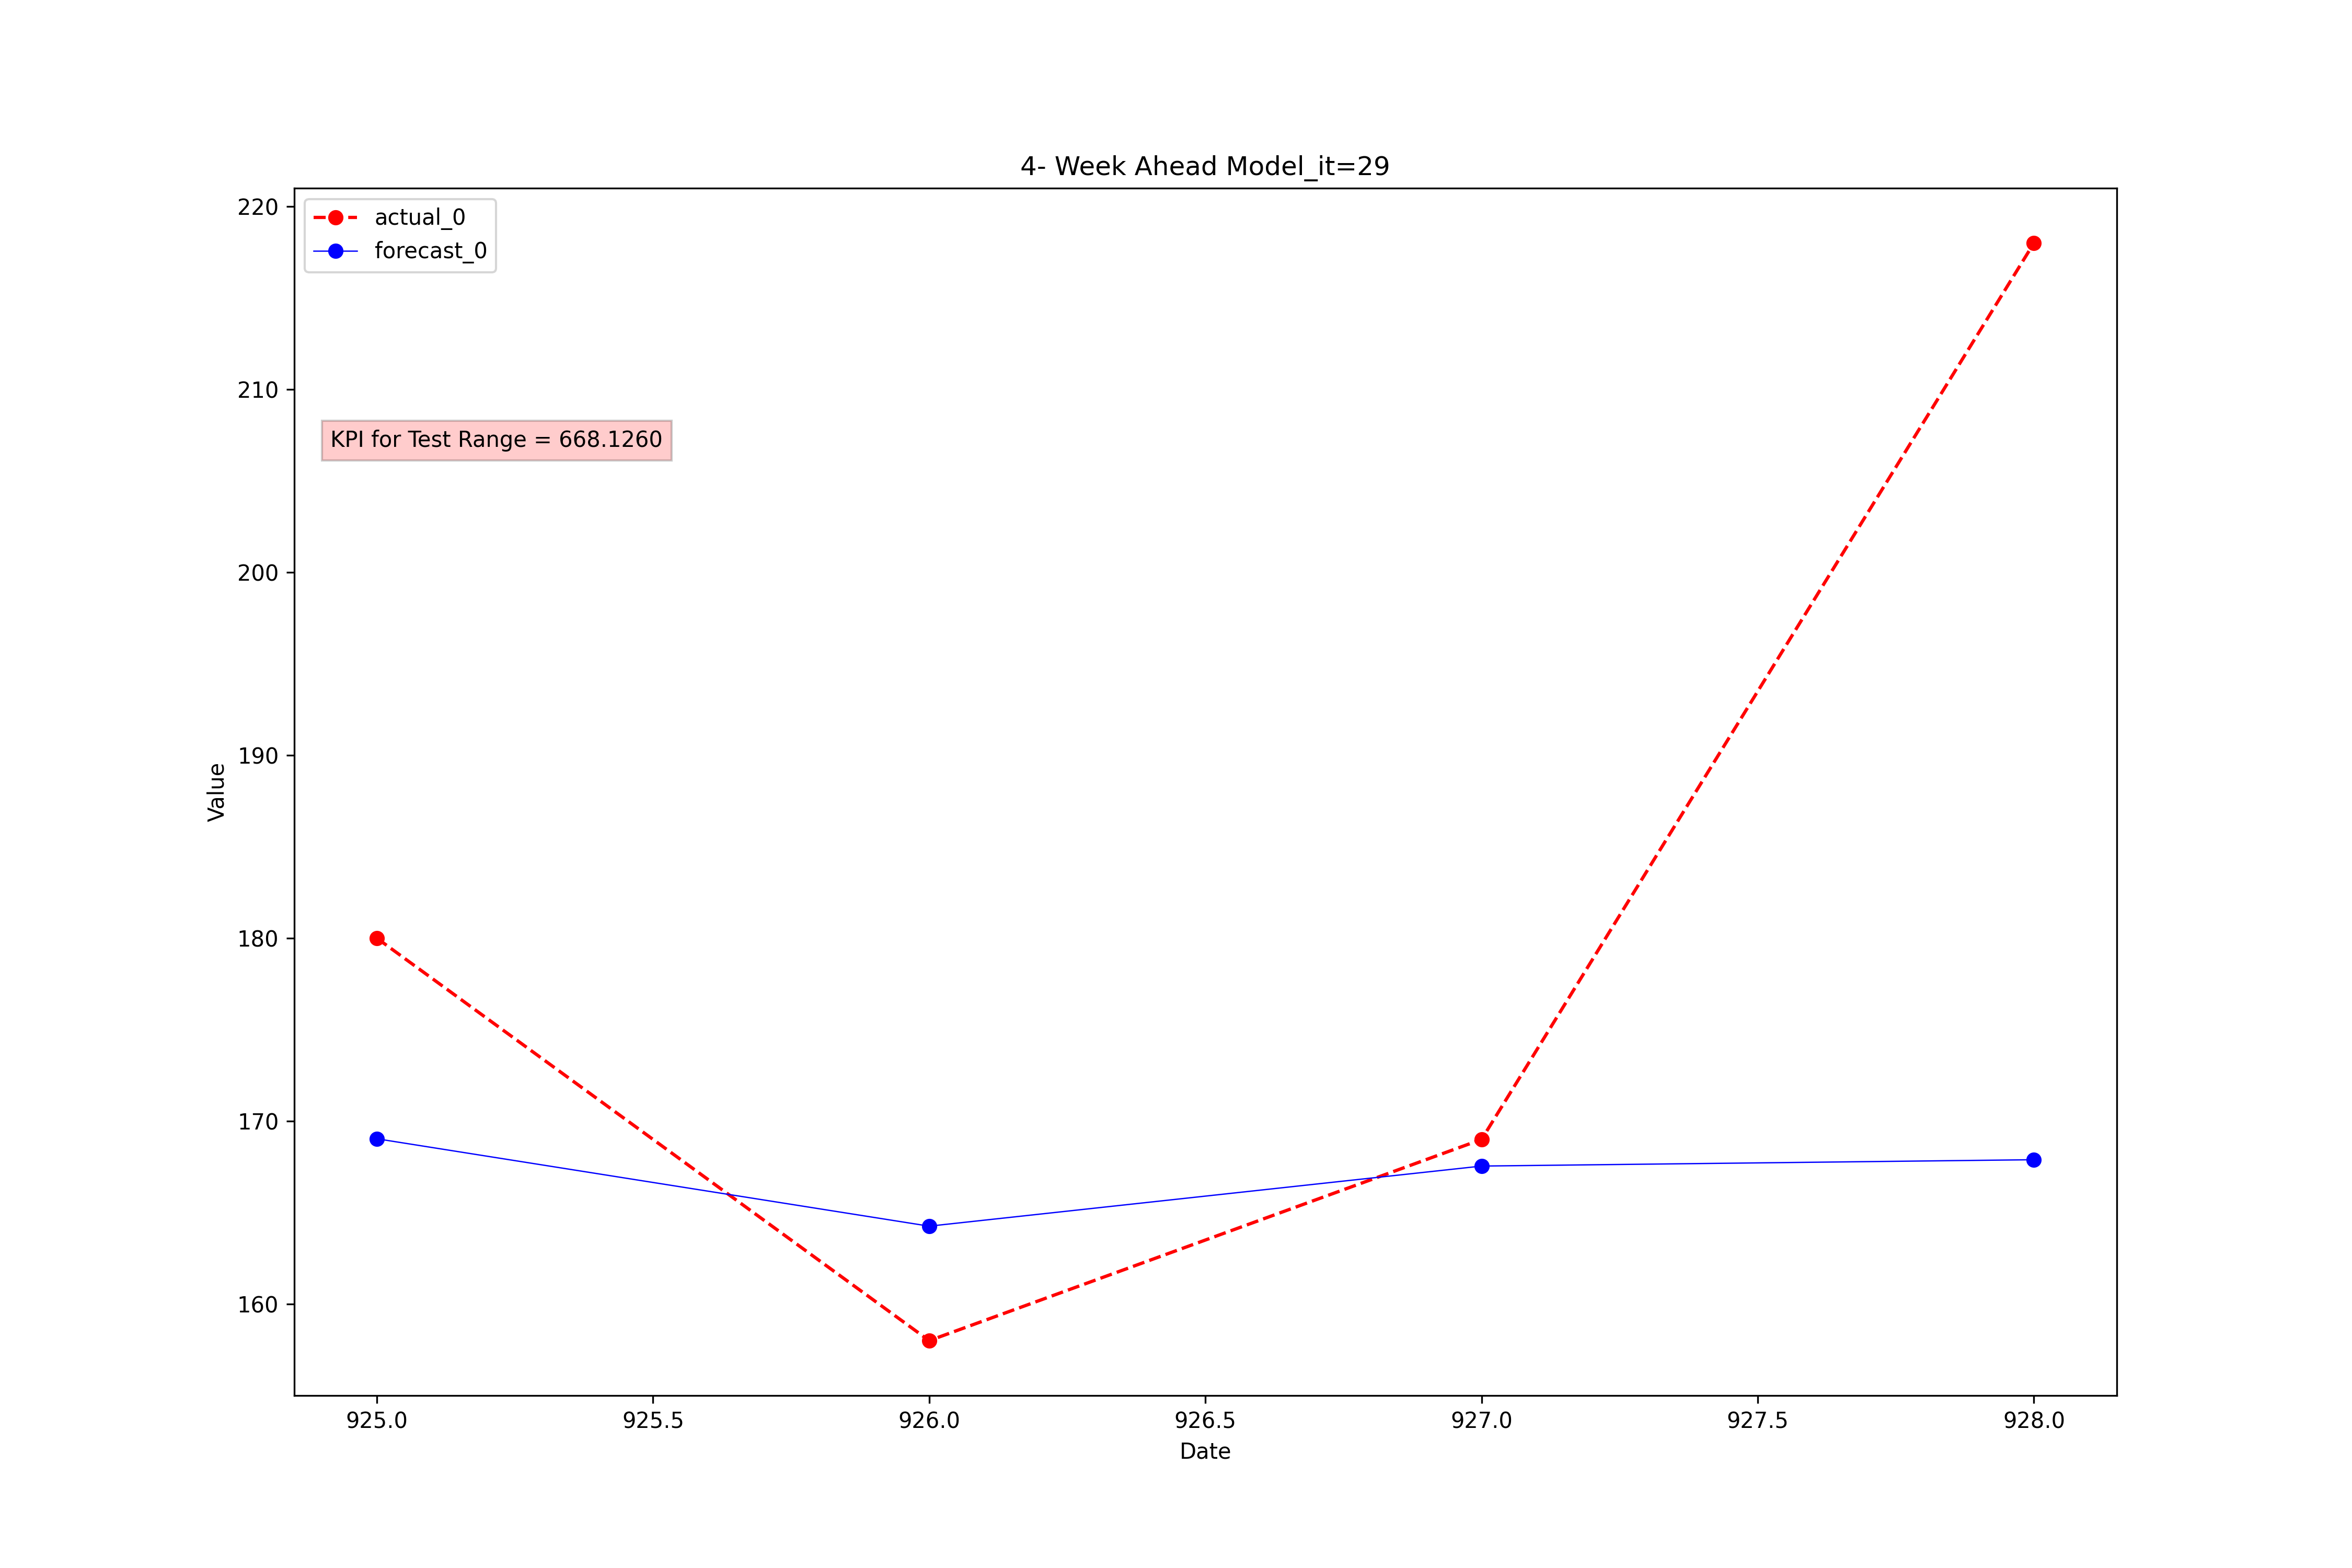 4- Week Ahead Model_it=29
actual_0
forecast_0
KPI for Test Range = 668.1260
220
210
200
190
180
170
160
Value
925.0 925.5 926.0 926.5 927.0 927.5 928.0
Date